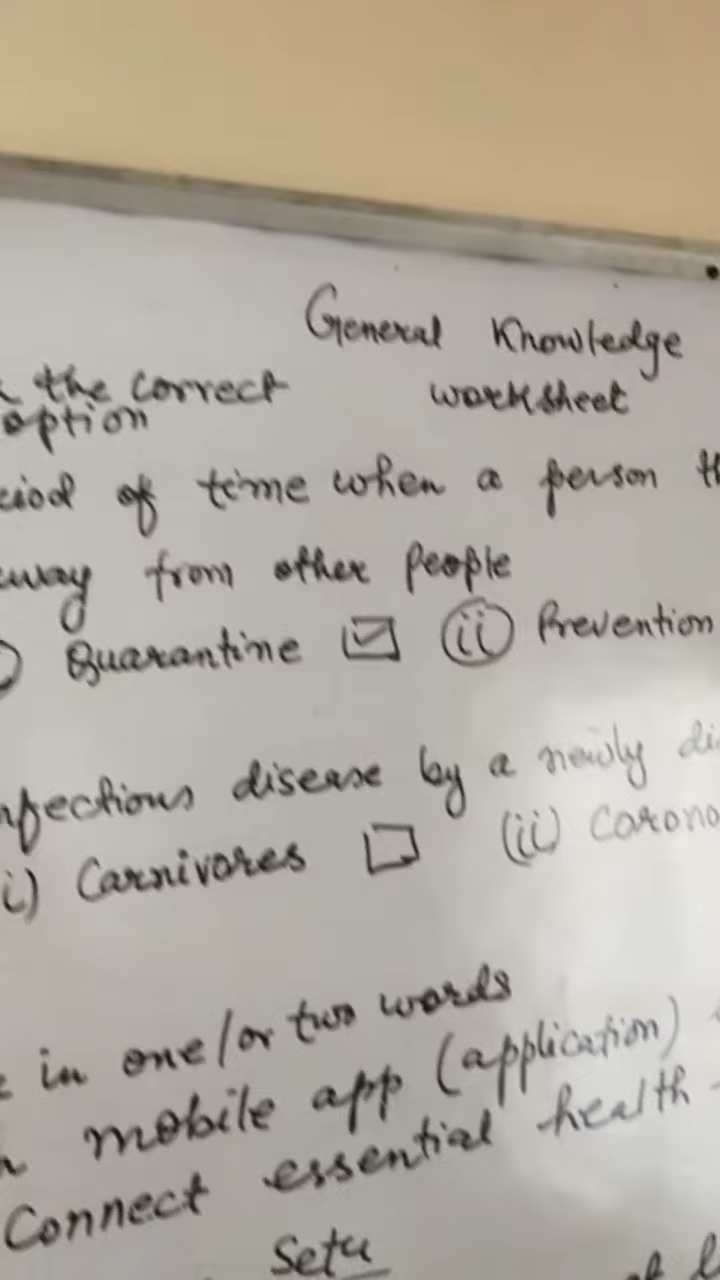 General Knowledge
the correct worksheet
option
of time when a person
from other People
Quarantine ☑ (ii) Prevention
disease by a newly
i) Carnivores ☐ (ii)
in one/or two words
mobile app (application)
Connect essential health
Setu